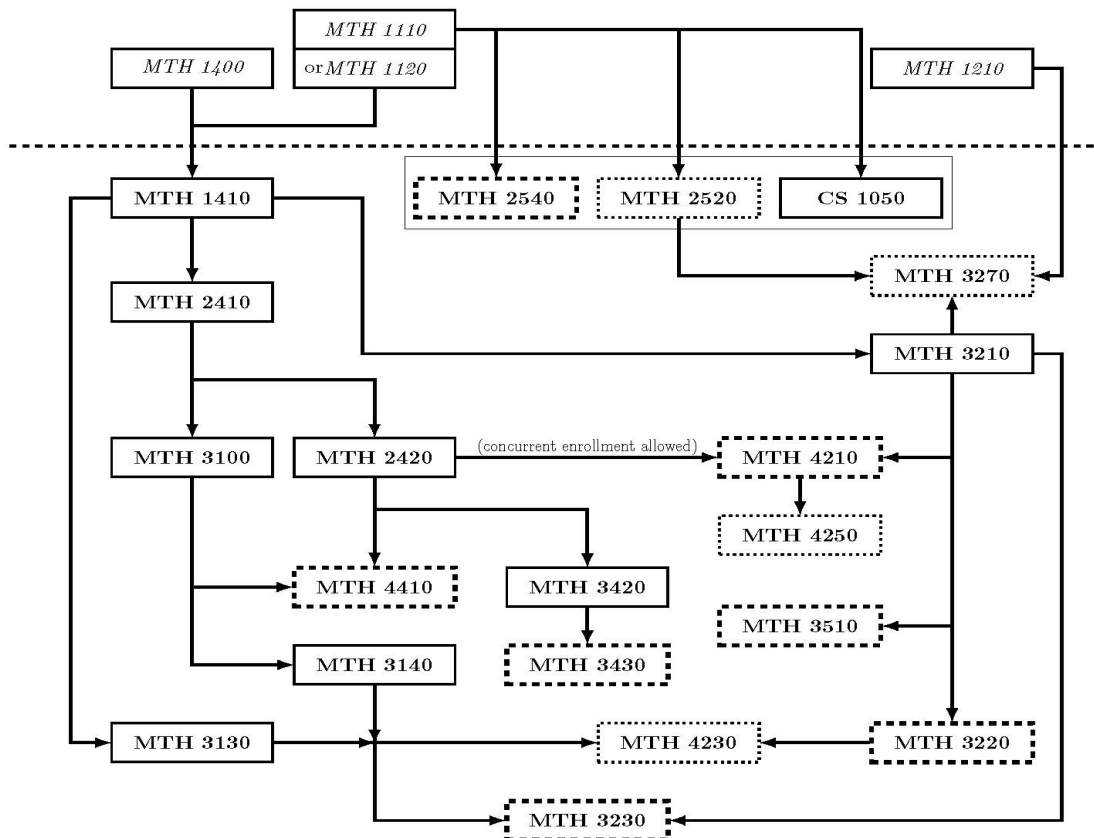 MTH 1110
MTH 1400
or MTH 1120
MTH 1210
MTH 1410
MTH 2540
MTH 2520
CS 1050
MTH 3270
MTH 2410
MTH 3210
MTH 3100
MTH 2420
(concurrent enrollment allowed)
MTH 4210
MTH 4250
MTH 4410
MTH 3420
MTH 3510
MTH 3140
MTH 3430
MTH 3130
MTH 4230
MTH 3220
MTH 3230